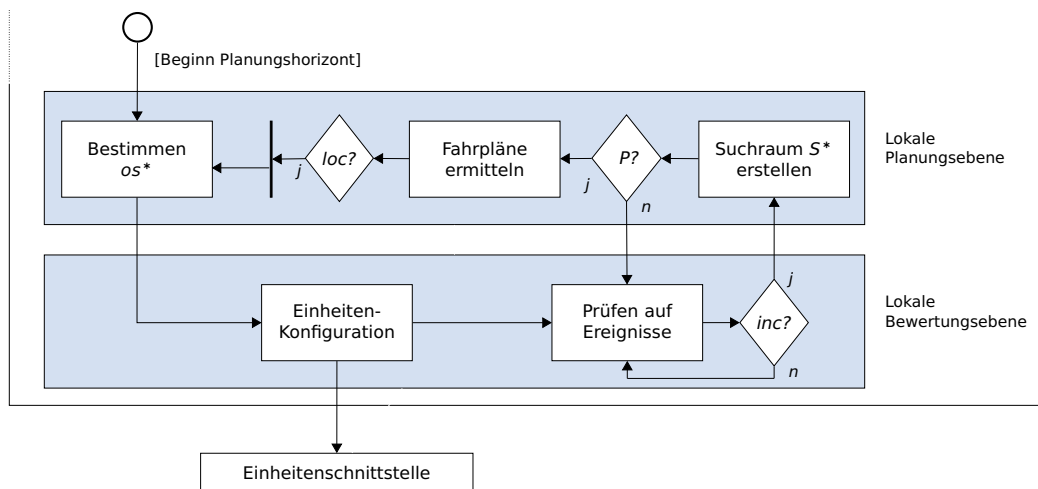 [Beginn Planungshorizont]
Bestimmen
os*
j
loc?
Fahrpläne
ermitteln
j
P?
n
Suchraum S*
erstellen
Lokale
Planungsebene
Einheiten-
Konfiguration
Prüfen auf
Ereignisse
j
inc?
n
Lokale
Bewertungsebene
Einheitenschnittstelle